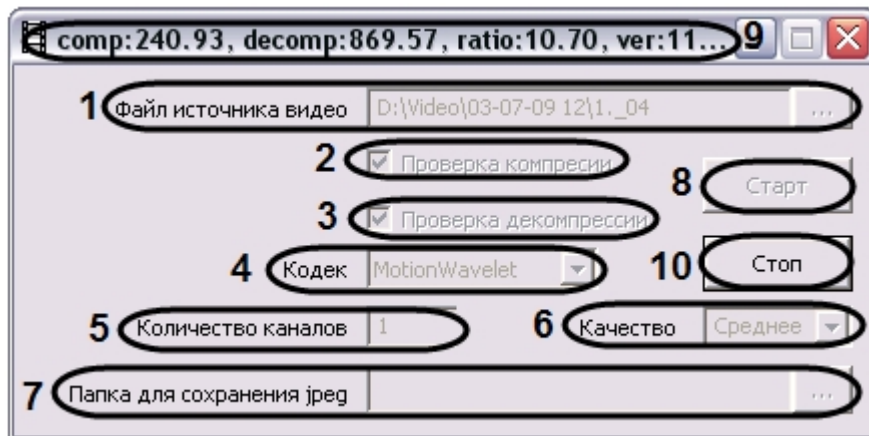 comp:240.93, decomp:869.57, ratio:10.70, ver:11... 9
1 Файл источника видео D:\Video\03-07-09 12\1._04 ...
2 Проверка компресии
8 Старт
3 Проверка декомпрессии
4 Кодек MotionWavelet
10 Стоп
5 Количество каналов 1
6 Качество Среднее
7 Папка для сохранения jpeg ...